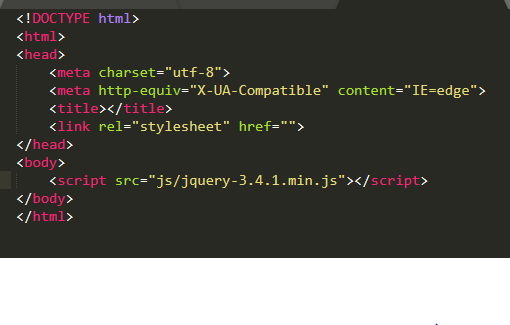 <!DOCTYPE html>
<html>
<head>
    <meta charset="utf-8">
    <meta http-equiv="X-UA-Compatible" content="IE=edge">
    <title></title>
    <link rel="stylesheet" href="">
</head>
<body>
    <script src="js/jquery-3.4.1.min.js"></script>
</body>
</html>